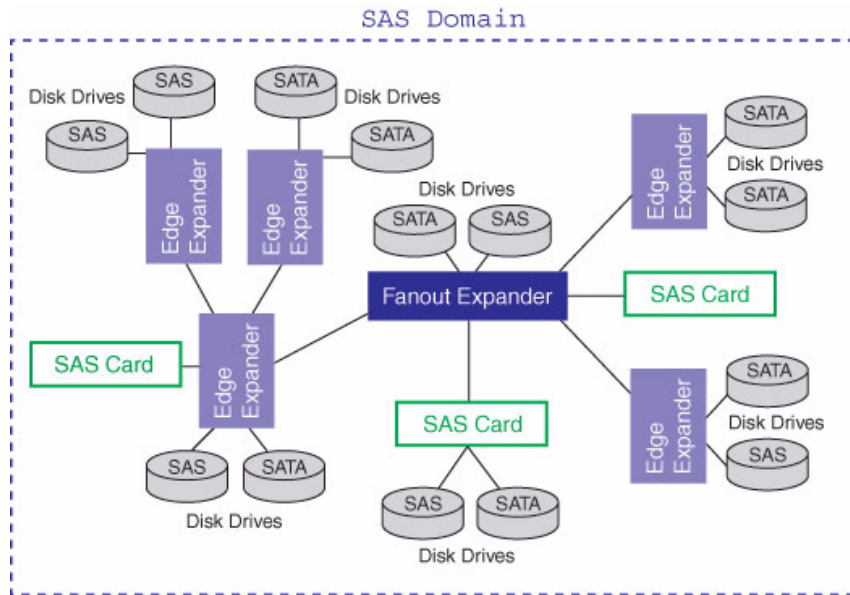 SAS Domain
SAS
SATA
Disk Drives
Disk Drives
SAS
SATA
Edge
Expander
Edge
Expander
Disk Drives
SATA
SAS
Edge
Expander
SATA
Disk Drives
SATA
Fanout Expander
SAS Card
SAS Card
Edge
Expander
SAS Card
Edge
Expander
SATA
Disk Drives
SAS
SAS
SATA
Disk Drives
SAS
SATA
Disk Drives